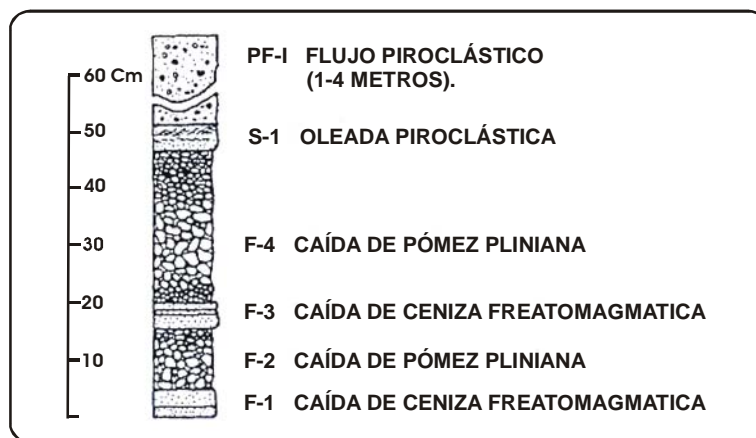 PF-I FLUJO PIROCLÁSTICO
(1-4 METROS).
60 Cm
50
S-1 OLEADA PIROCLÁSTICA
40
30
F-4 CAÍDA DE PÓMEZ PLINIANA
20
F-3 CAÍDA DE CENIZA FREATOMAGMATICA
10
F-2 CAÍDA DE PÓMEZ PLINIANA
F-1 CAÍDA DE CENIZA FREATOMAGMATICA